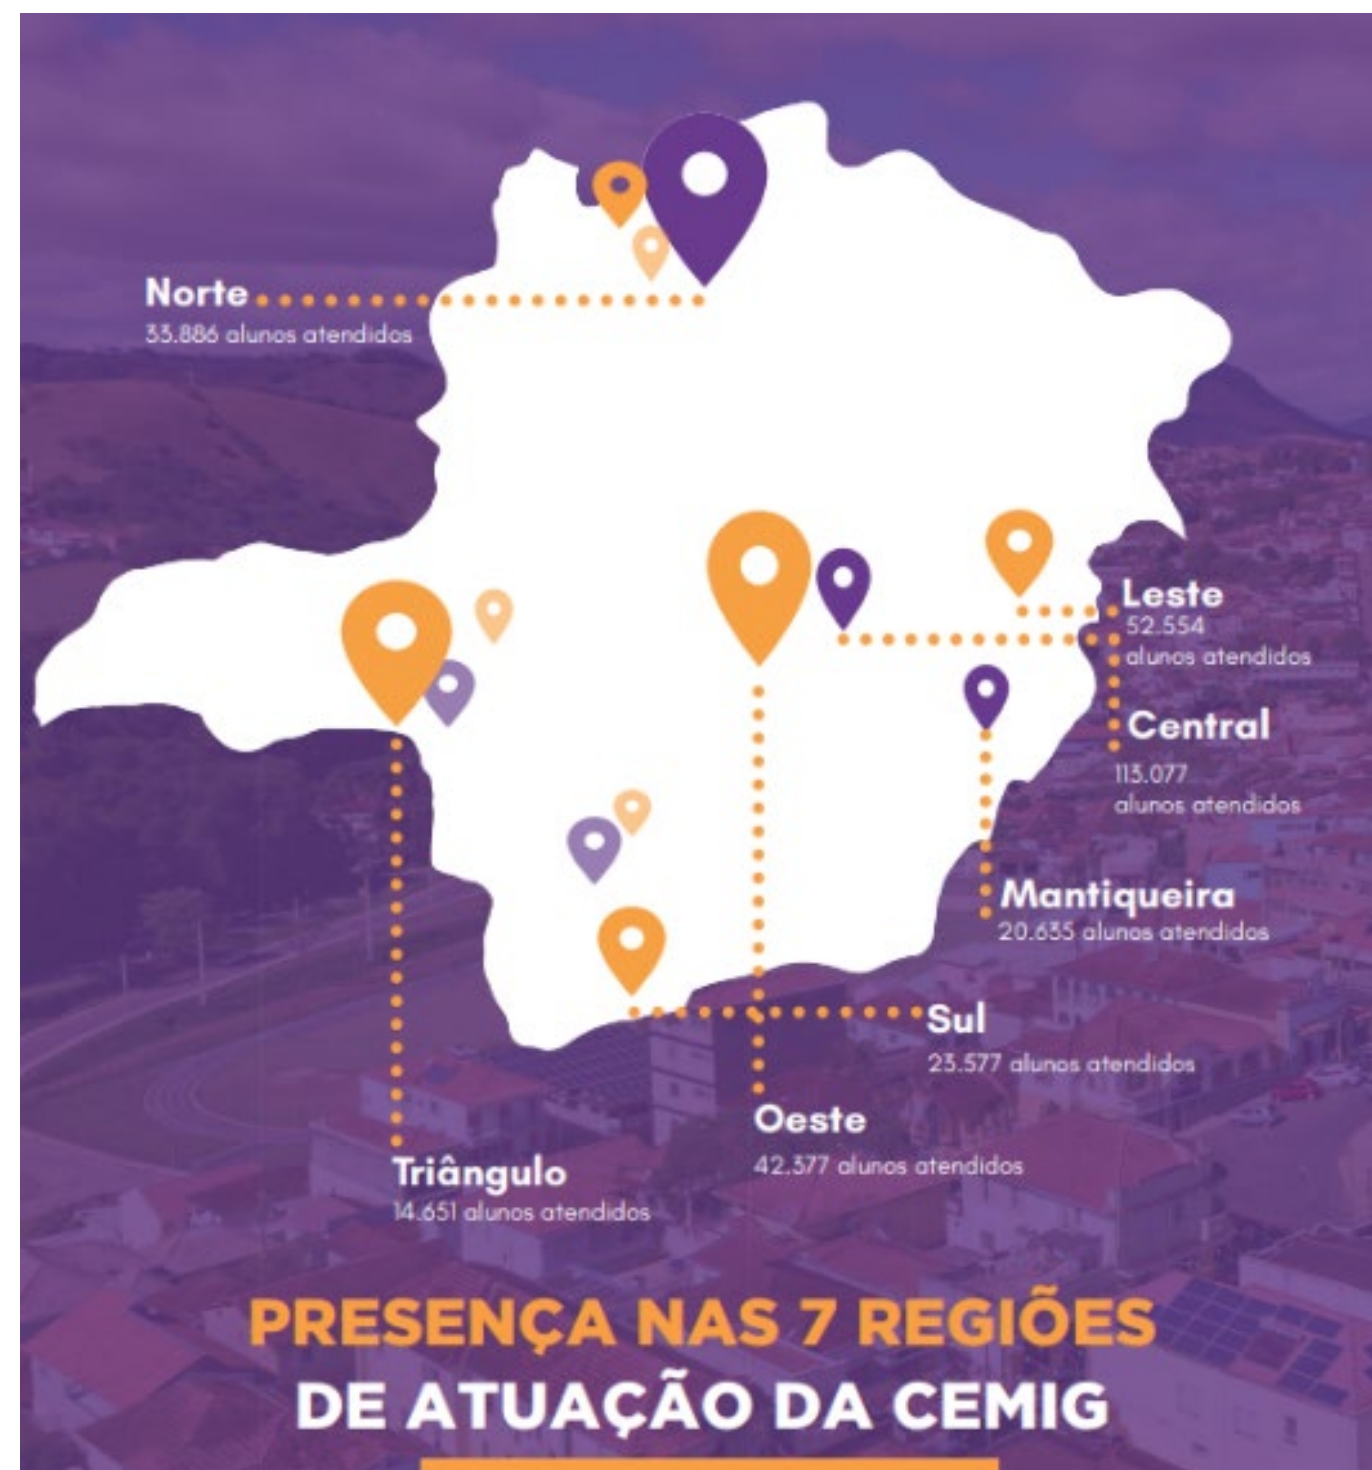 Norte
33.886 alunos atendidos
Leste
52.554
alunos atendidos
Central
113.077
alunos atendidos
Mantiqueira
20.635 alunos atendidos
Sul
23.577 alunos atendidos
Oeste
42.377 alunos atendidos
Triângulo
14.651 alunos atendidos
PRESENÇA NAS 7 REGIÕES
DE ATUAÇÃO DA CEMIG